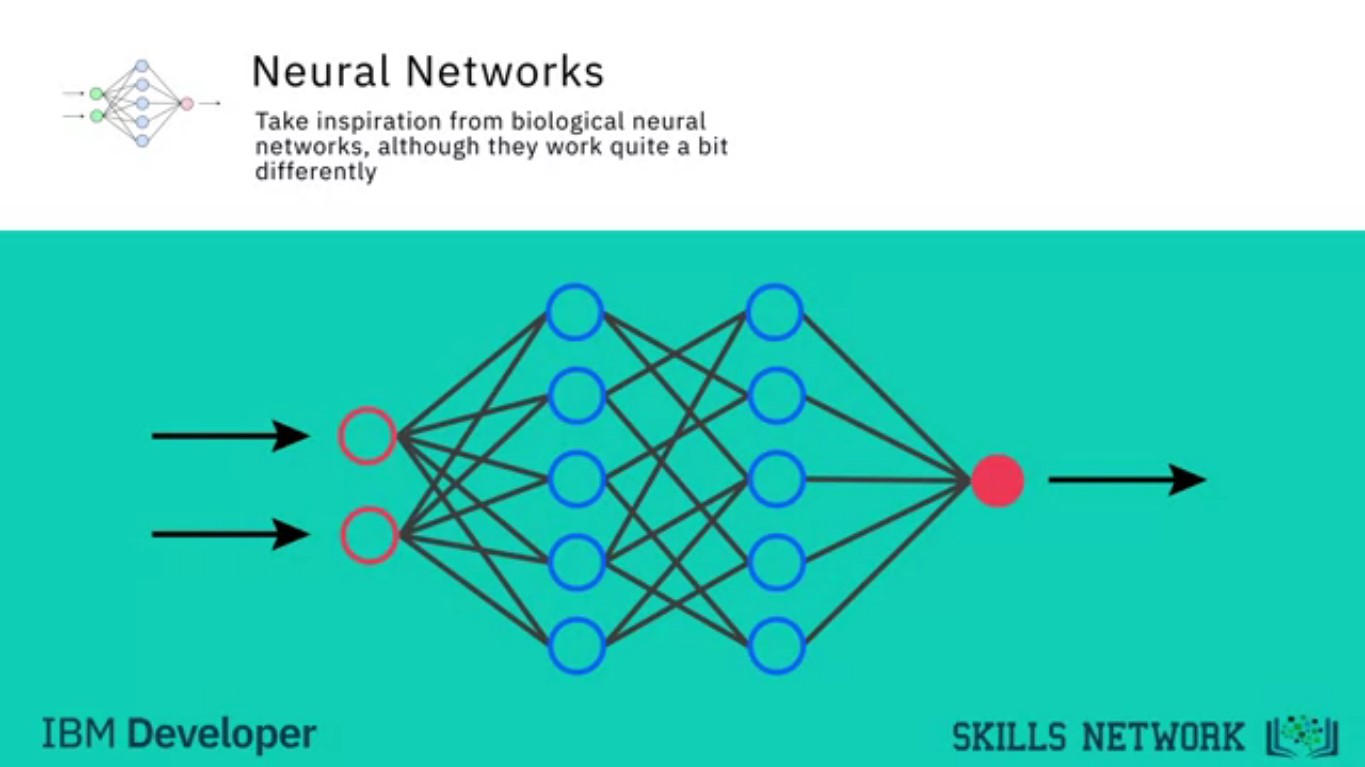 Neural Networks
Take inspiration from biological neural
networks, although they work quite a bit
differently
IBM Developer
SKILLS NETWORK